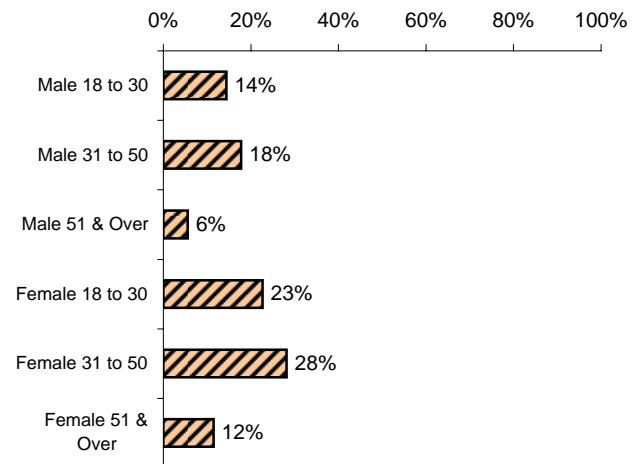 0% 20% 40% 60% 80% 100%
Male 18 to 30 14%
Male 31 to 50 18%
Male 51 & Over 6%
Female 18 to 30 23%
Female 31 to 50 28%
Female 51 &
Over
12%